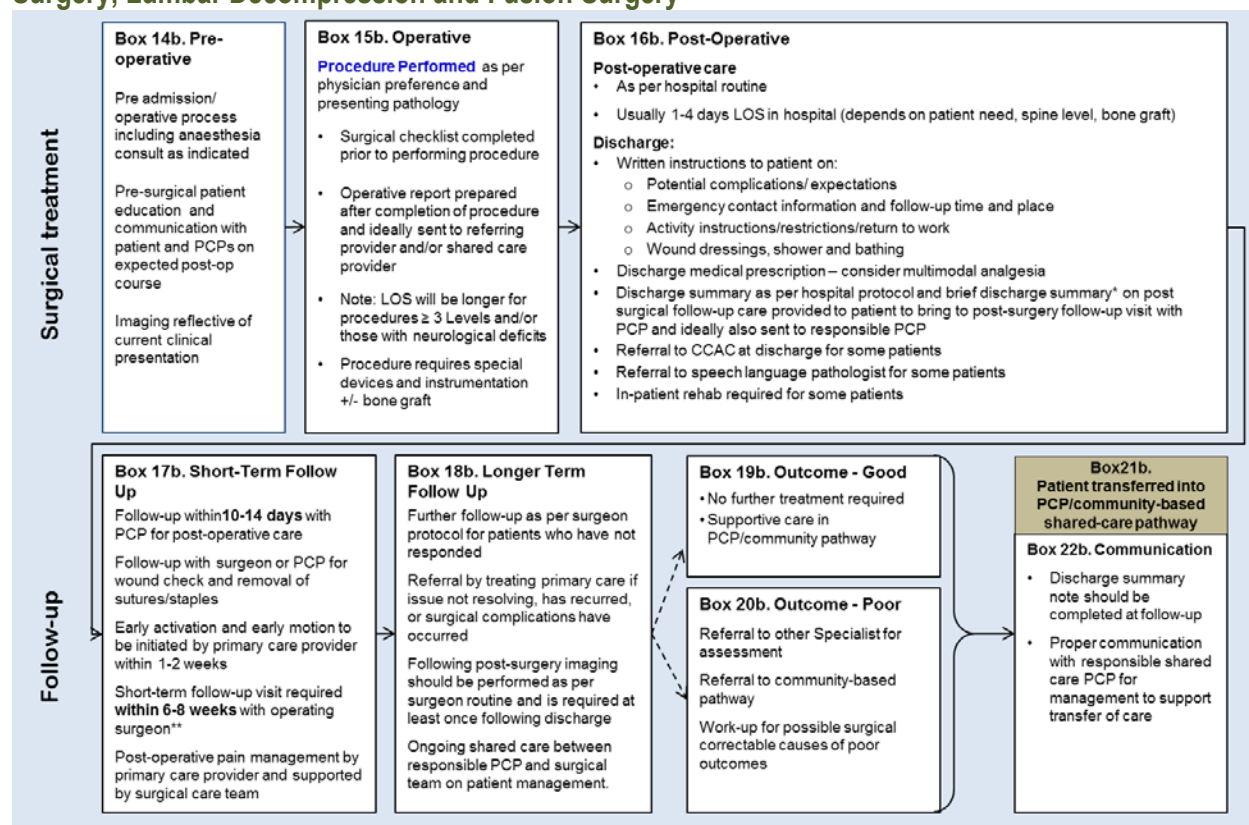 Surgery; Lumbar Decompression and Fusion Surgery
Surgical treatment
Box 14b. Pre-
operative
Pre admission/
operative process
including anaesthesia
consult as indicated
Pre-surgical patient
education and
communication with
patient and PCPs on
expected post-op
course
Imaging reflective of
current clinical
presentation
Box 15b. Operative
Procedure Performed as per
physician preference and
presenting pathology
• Surgical checklist completed
prior to performing procedure
• Operative report prepared
after completion of procedure
and ideally sent to referring
provider and/or shared care
provider
• Note: LOS will be longer for
procedures ≥ 3 Levels and/or
those with neurological deficits
• Procedure requires special
devices and instrumentation
+/- bone graft
Box 16b. Post-Operative
Post-operative care
• As per hospital routine
• Usually 1-4 days LOS in hospital (depends on patient need, spine level, bone graft)
Discharge:
• Written instructions to patient on:
o Potential complications/ expectations
o Emergency contact information and follow-up time and place
o Activity instructions/restrictions/return to work
o Wound dressings, shower and bathing
• Discharge medical prescription – consider multimodal analgesia
• Discharge summary as per hospital protocol and brief discharge summary* on post
surgical follow-up care provided to patient to bring to post-surgery follow-up visit with
PCP and ideally also sent to responsible PCP
• Referral to CCAC at discharge for some patients
• Referral to speech language pathologist for some patients
• In-patient rehab required for some patients
Follow-up
Box 17b. Short-Term Follow
Up
Follow-up within10-14 days with
PCP for post-operative care
Follow-up with surgeon or PCP for
wound check and removal of
sutures/staples
Early activation and early motion to
be initiated by primary care provider
within 1-2 weeks
Short-term follow-up visit required
within 6-8 weeks with operating
surgeon**
Post-operative pain management by
primary care provider and supported
by surgical care team
Box 18b. Longer Term
Follow Up
Further follow-up as per surgeon
protocol for patients who have not
responded
Referral by treating primary care if
issue not resolving, has recurred,
or surgical complications have
occurred
Following post-surgery imaging
should be performed as per
surgeon routine and is required at
least once following discharge
Ongoing shared care between
responsible PCP and surgical
team on patient management.
Box 19b. Outcome - Good
• No further treatment required
• Supportive care in
PCP/community pathway
Box 20b. Outcome - Poor
Referral to other Specialist for
assessment
Referral to community-based
pathway
Work-up for possible surgical
correctable causes of poor
outcomes
Box21b.
Patient transferred into
PCP/community-based
shared-care pathway
Box 22b. Communication
• Discharge summary
note should be
completed at follow-up
• Proper communication
with responsible shared
care PCP for
management to support
transfer of care